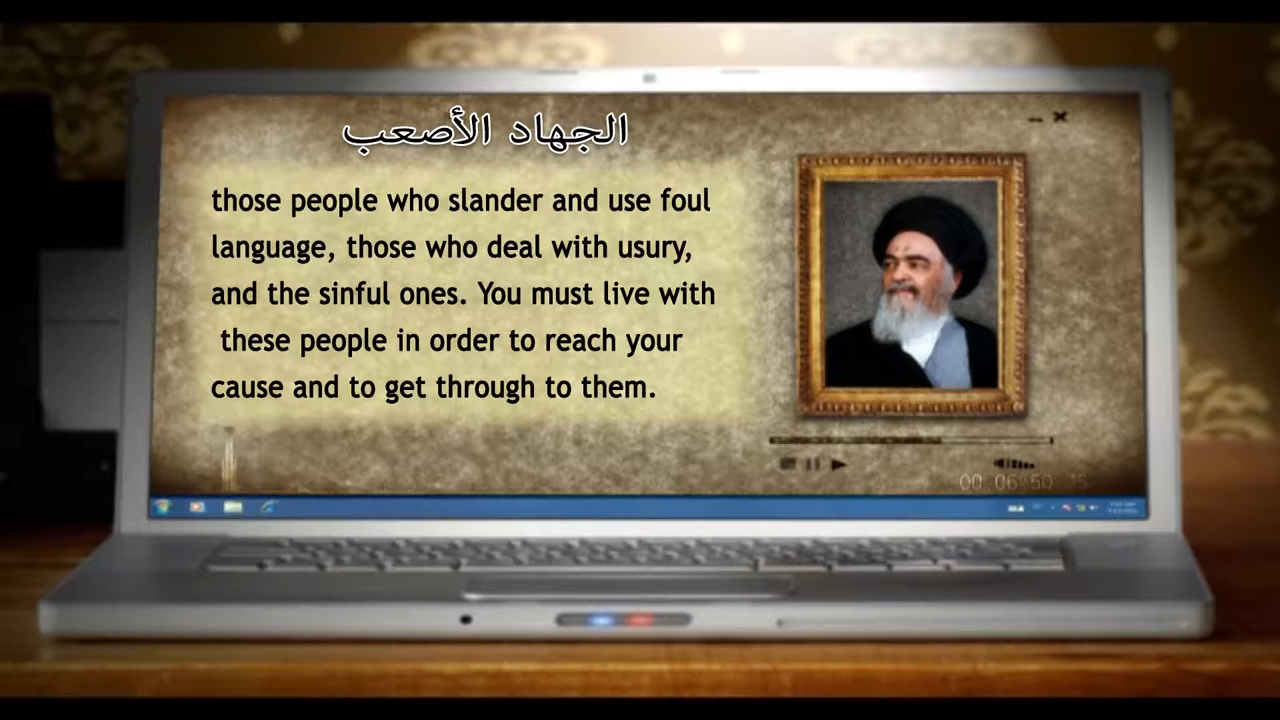 الجهاد الأصعب
those people who slander and use foul
language, those who deal with usury,
and the sinful ones. You must live with
these people in order to reach your
cause and to get through to them.